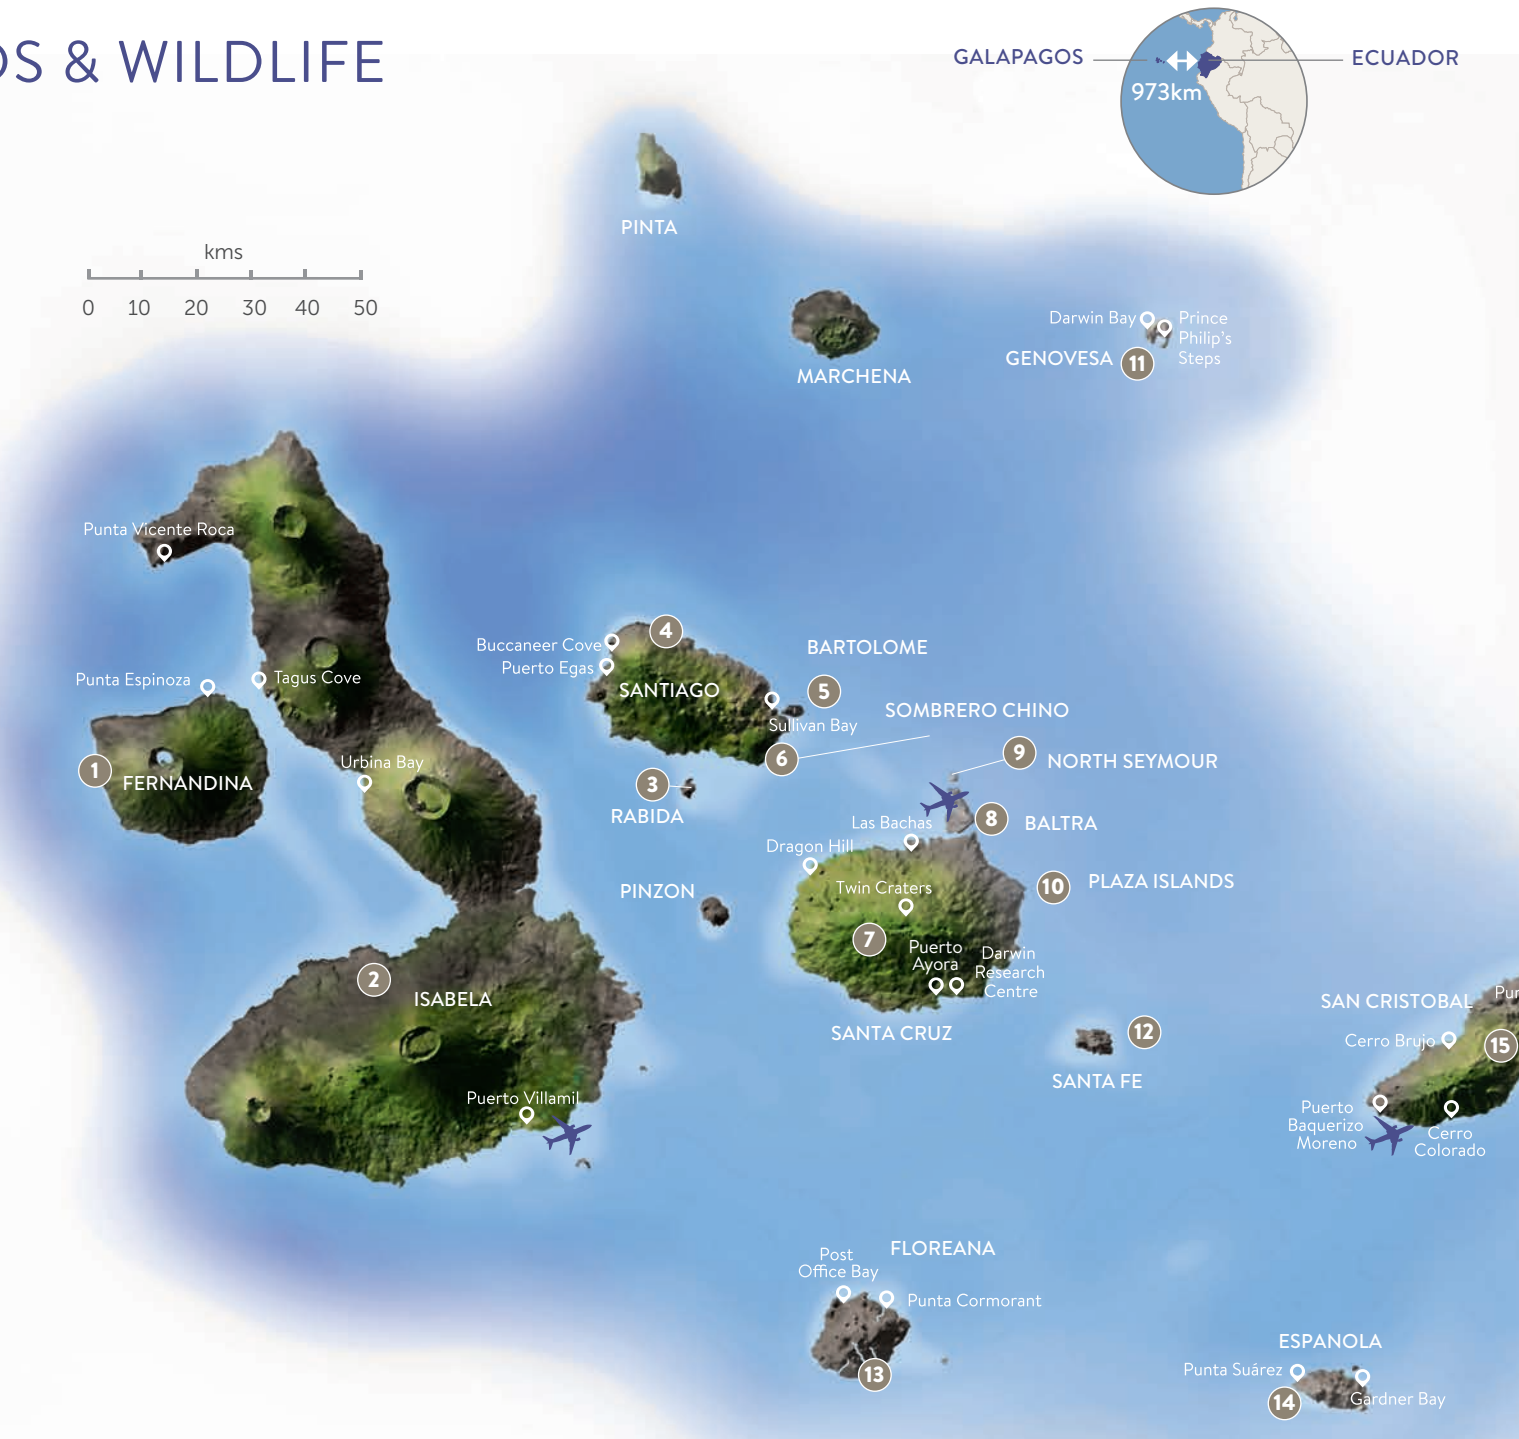 OS & WILDLIFE
GALAPAGOS
ECUADOR
973km
PINTA
kms
0 10 20 30 40 50
MARCHENA
Darwin Bay
Prince
Philip's
Steps
GENOVESA
11
Punta Vicente Roca
Buccaneer Cove
Puerto Egas
4
SANTIAGO
BARTOLOME
5
Sullivan Bay
SOMBRERO CHINO
6
Punta Espinoza
Tagus Cove
1
FERNANDINA
Urbina Bay
3
RABIDA
9
NORTH SEYMOUR
8
BALTRA
Las Bachas
Dragon Hill
Twin Craters
10
PLAZA ISLANDS
PINZON
7
Puerto
Ayora
Darwin
Research
Centre
SANTA CRUZ
2
ISABELA
Puerto Villamil
12
SANTA FE
SAN CRISTOBAL
Pun
Cerro Brujo
15
Puerto
Baquerizo
Moreno
Cerro
Colorado
FLOREANA
Post
Office Bay
Punta Cormorant
13
ESPANOLA
Punta Suárez
14
Gardner Bay